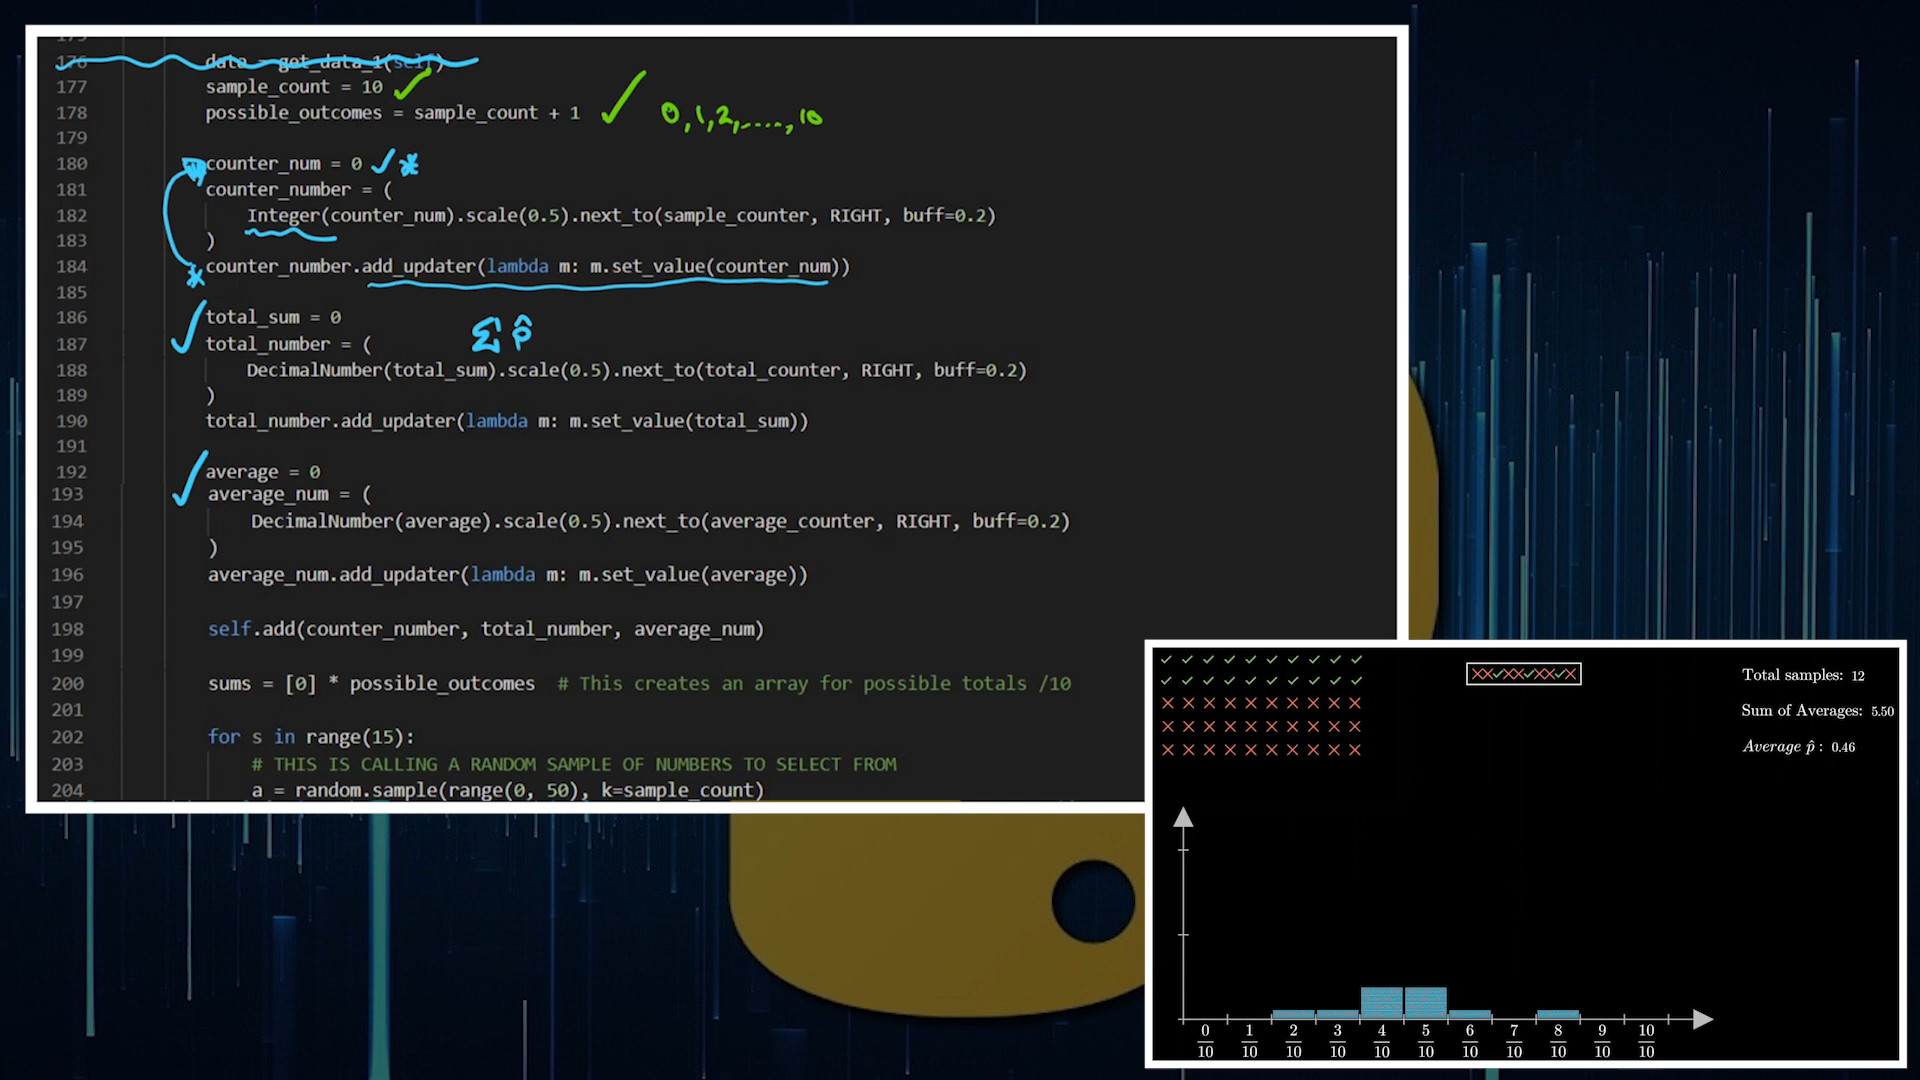 176 data = get_data_1(self)
177 sample_count = 10
178 possible_outcomes = sample_count + 1 0,1,2,....,10
179
180 counter_num = 0
181 counter_number = (
182 Integer(counter_num).scale(0.5).next_to(sample_counter, RIGHT, buff=0.2)
183 )
184 counter_number.add_updater(lambda m: m.set_value(counter_num))
185
186 total_sum = 0
187 total_number = ( Σ p̂
188 DecimalNumber(total_sum).scale(0.5).next_to(total_counter, RIGHT, buff=0.2)
189 )
190 total_number.add_updater(lambda m: m.set_value(total_sum))
191
192 average = 0
193 average_num = (
194 DecimalNumber(average).scale(0.5).next_to(average_counter, RIGHT, buff=0.2)
195 )
196 average_num.add_updater(lambda m: m.set_value(average))
197
198 self.add(counter_number, total_number, average_num)
199
200 sums = [0] * possible_outcomes # This creates an array for possible totals /10
201
202 for s in range(15):
203 # THIS IS CALLING A RANDOM SAMPLE OF NUMBERS TO SELECT FROM
204 a = random.sample(range(0, 50), k=sample_count)
Total samples: 12
Sum of Averages: 5.50
Average p̂ : 0.46
0 1 2 3 4 5 6 7 8 9 10
10 10 10 10 10 10 10 10 10 10 10